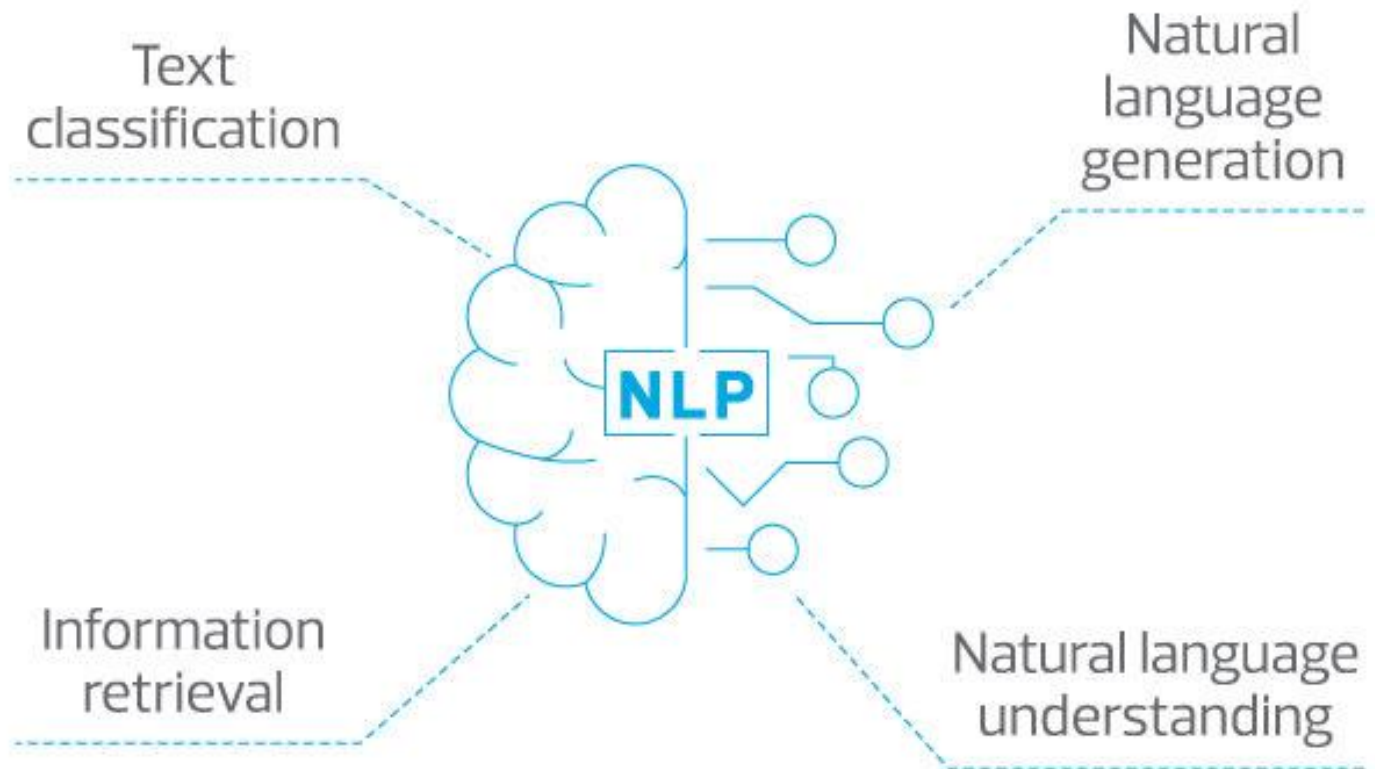 Text
classification
Natural
language
generation
NLP
Information
retrieval
Natural language
understanding